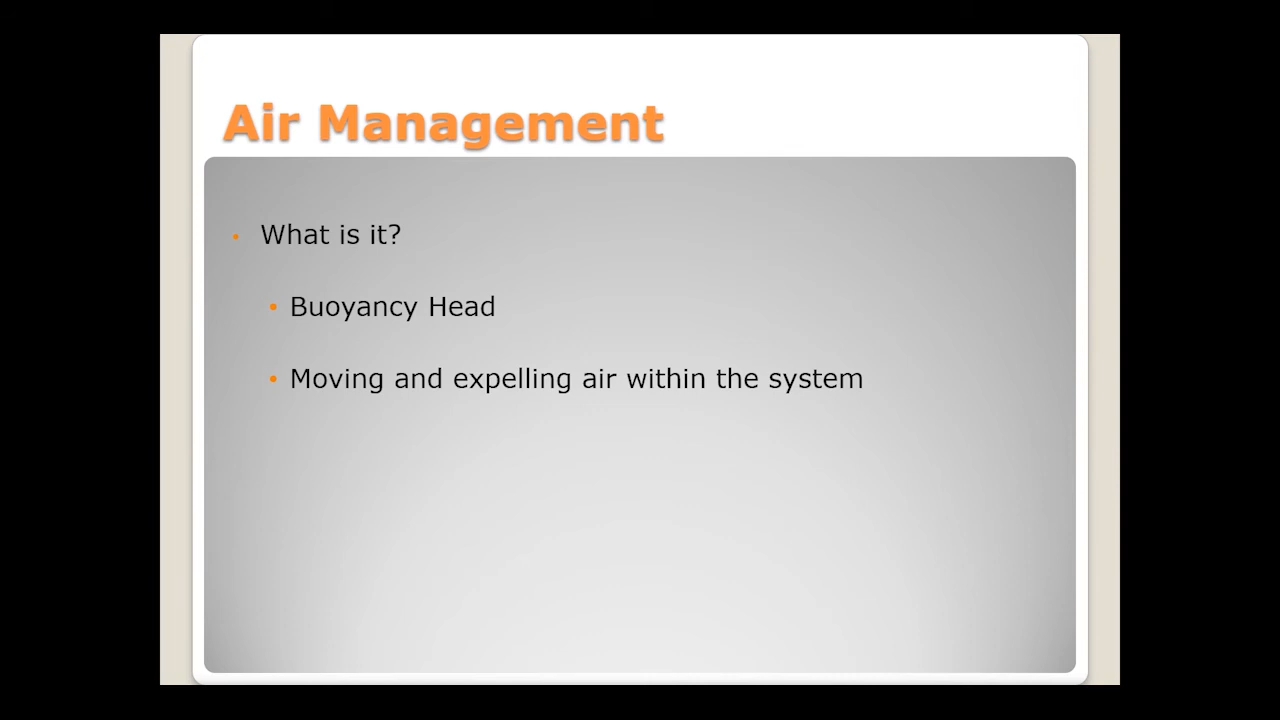 Air Management
• What is it?
• Buoyancy Head
• Moving and expelling air within the system